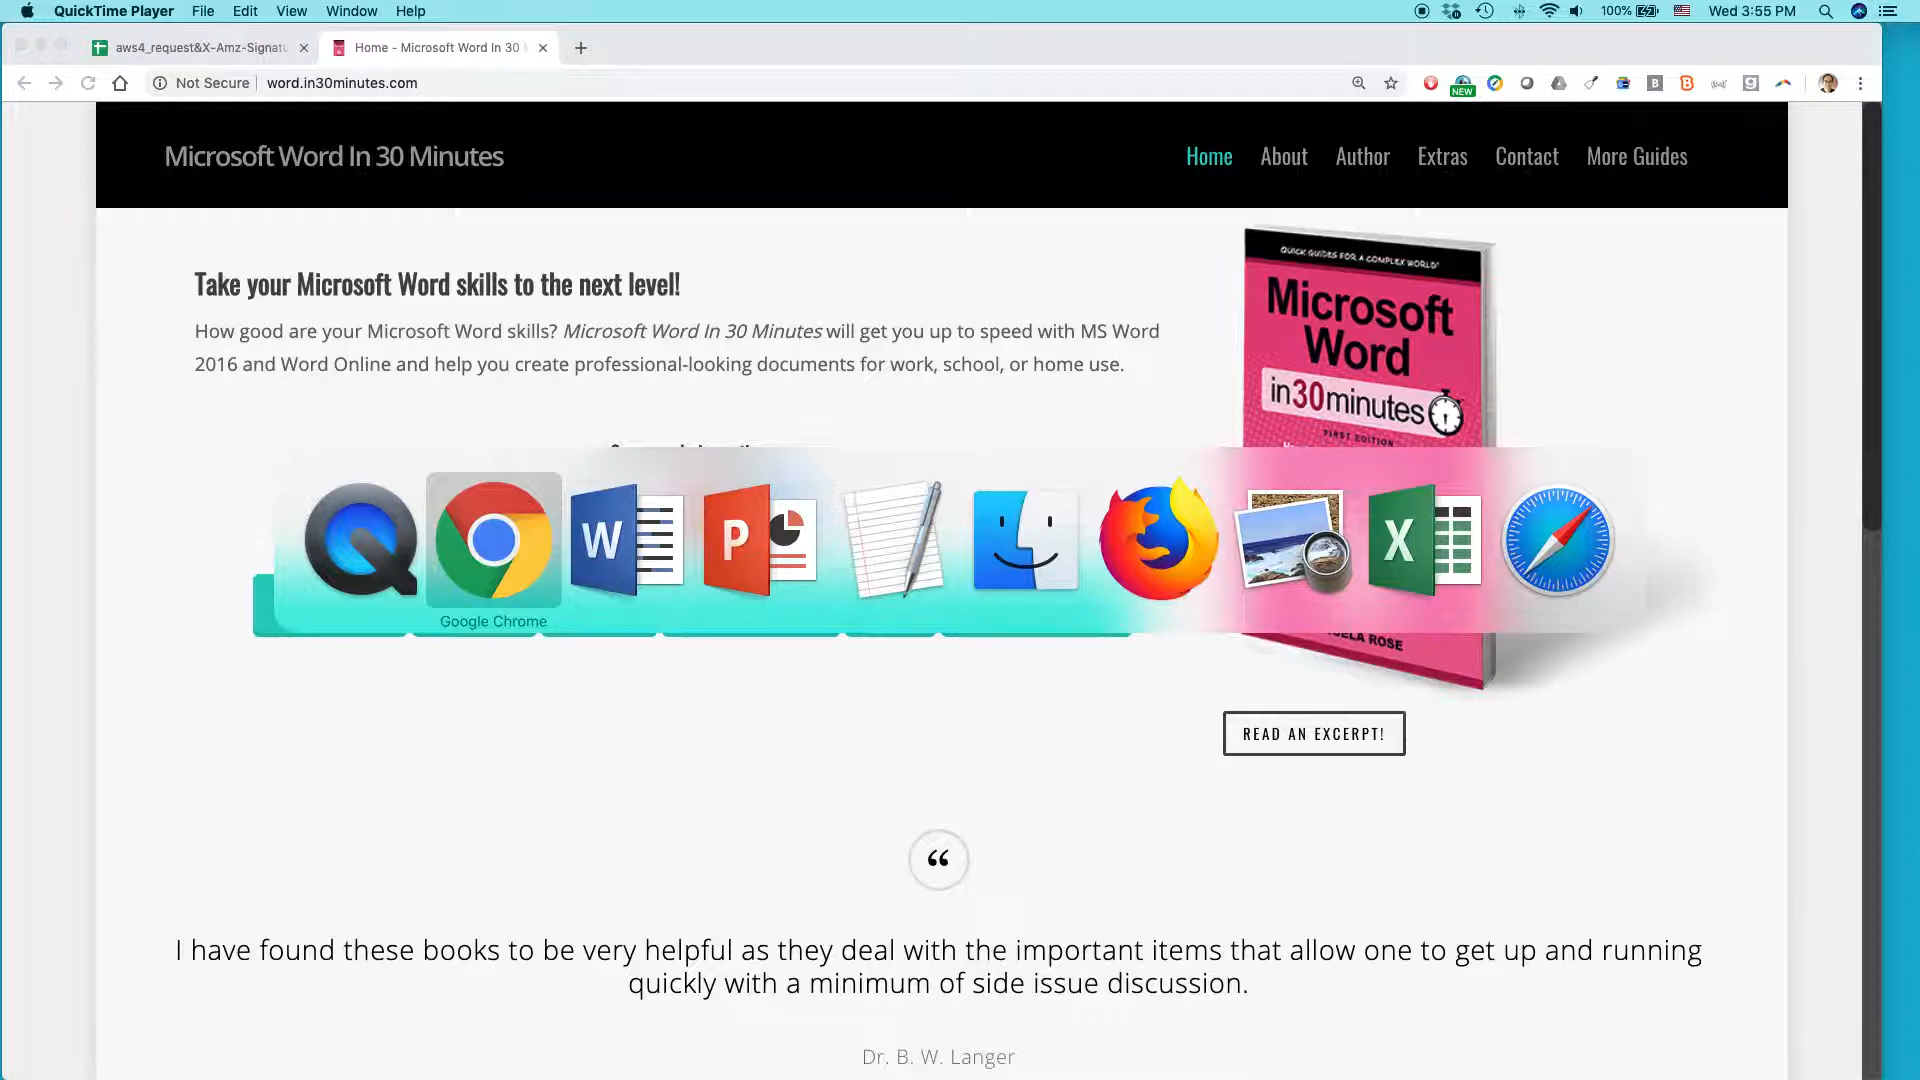 QuickTime Player File Edit View Window Help 100% Wed 3:55 PM
aws4_request&X-Amz-Signatu Home - Microsoft Word In 30
Not Secure word.in30minutes.com
NEW
Microsoft Word In 30 Minutes
Home About Author Extras Contact More Guides
QUICK GUIDES FOR A COMPLEX WORLD®
Microsoft
Word
in30minutes
FIRST EDITION
Take your Microsoft Word skills to the next level!
How good are your Microsoft Word skills? Microsoft Word In 30 Minutes will get you up to speed with MS Word
2016 and Word Online and help you create professional-looking documents for work, school, or home use.
W
P
X
Google Chrome
ROSE
READ AN EXCERPT!
“
I have found these books to be very helpful as they deal with the important items that allow one to get up and running
quickly with a minimum of side issue discussion.
Dr. B. W. Langer